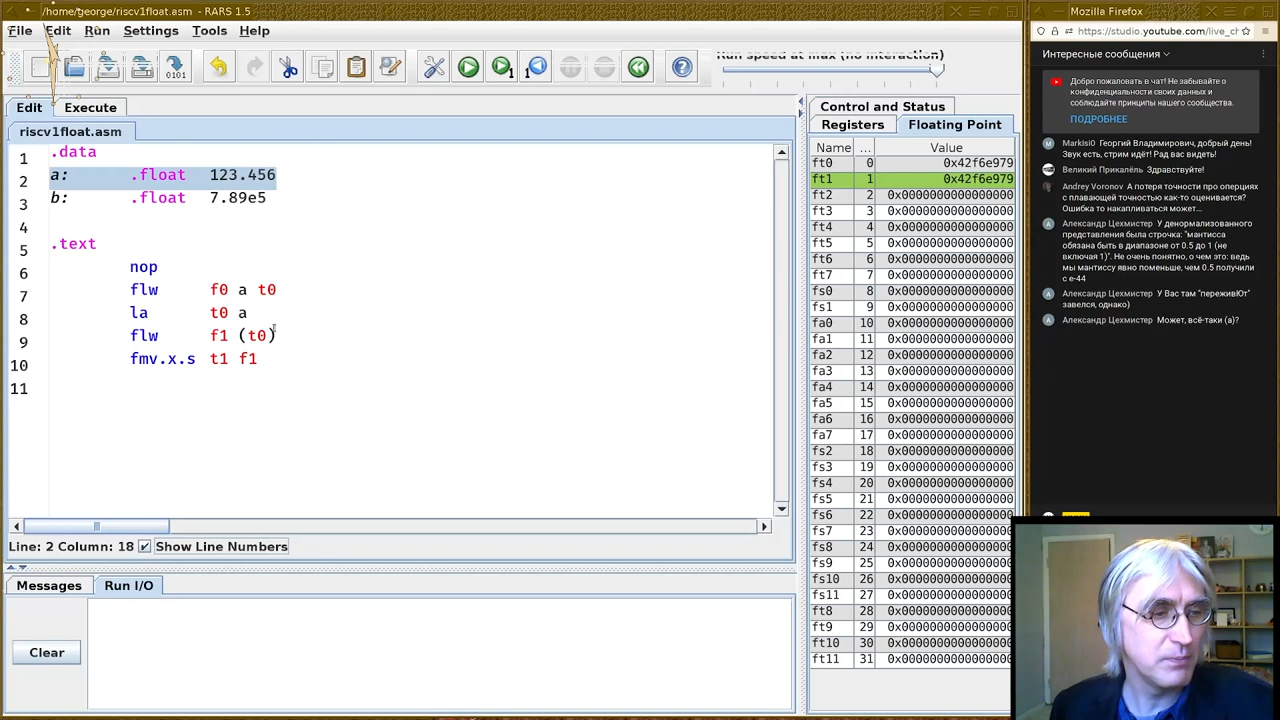 /home/george/riscv1float.asm - RARS 1.5
File Edit Run Settings Tools Help
Run speed at max (no interaction)
Edit Execute
riscv1float.asm
1 .data
2 a: .float 123.456
3 b: .float 7.89e5
4
5 .text
6 nop
7 flw f0 a t0
8 la t0 a
9 flw f1 (t0)
10 fmv.x.s t1 f1
11
Line: 2 Column: 18 Show Line Numbers
Messages Run I/O
Clear
Control and Status
Registers Floating Point
Name ... Value
ft0 0 0x42f6e979
ft1 1 0x42f6e979
ft2 2 0x0000000000000000
ft3 3 0x0000000000000000
ft4 4 0x0000000000000000
ft5 5 0x0000000000000000
ft6 6 0x0000000000000000
ft7 7 0x0000000000000000
fs0 8 0x0000000000000000
fs1 9 0x0000000000000000
fa0 10 0x0000000000000000
fa1 11 0x0000000000000000
fa2 12 0x0000000000000000
fa3 13 0x0000000000000000
fa4 14 0x0000000000000000
fa5 15 0x0000000000000000
fa6 16 0x0000000000000000
fa7 17 0x0000000000000000
fs2 18 0x0000000000000000
fs3 19 0x0000000000000000
fs4 20 0x0000000000000000
fs5 21 0x0000000000000000
fs6 22 0x0000000000000000
fs7 23 0x0000000000000000
fs8 24 0x0000000000000000
fs9 25 0x0000000000000000
fs10 26 0x0000000000000000
fs11 27 0x0000000000000000
ft8 28 0x0000000000000000
ft9 29 0x0000000000000000
ft10 30 0x0000000000000000
ft11 31 0x0000000000000000
Mozilla Firefox
https://studio.youtube.com/live_ch
Интересные сообщения
Добро пожаловать в чат! Не забывайте о
конфиденциальности своих данных и
соблюдайте принципы нашего сообщества.
ПОДРОБНЕЕ
MarkisiO Георгий Владимирович, добрый день!
Звук есть, стрим идёт! Рад вас видеть!
Великий Прикалёль Здравствуйте!
Andrey Voronov А потеря точности про оперциях
с плавающей точностью как-то оценивается?
Ошибка то накапливаться может...
Александр Цехмистер У денормализованного
представления была строчка: "мантисса
обязана быть в диапазоне от 0.5 до 1 (не
включая 1)". Не очень понятно, о чем это: ведь
мы мантиссу явно поменьше, чем 0.5 получили
с e-44
Александр Цехмистер У Вас там "переживЮт"
завелся, однако)
Александр Цехмистер Может, всё-таки (a)?